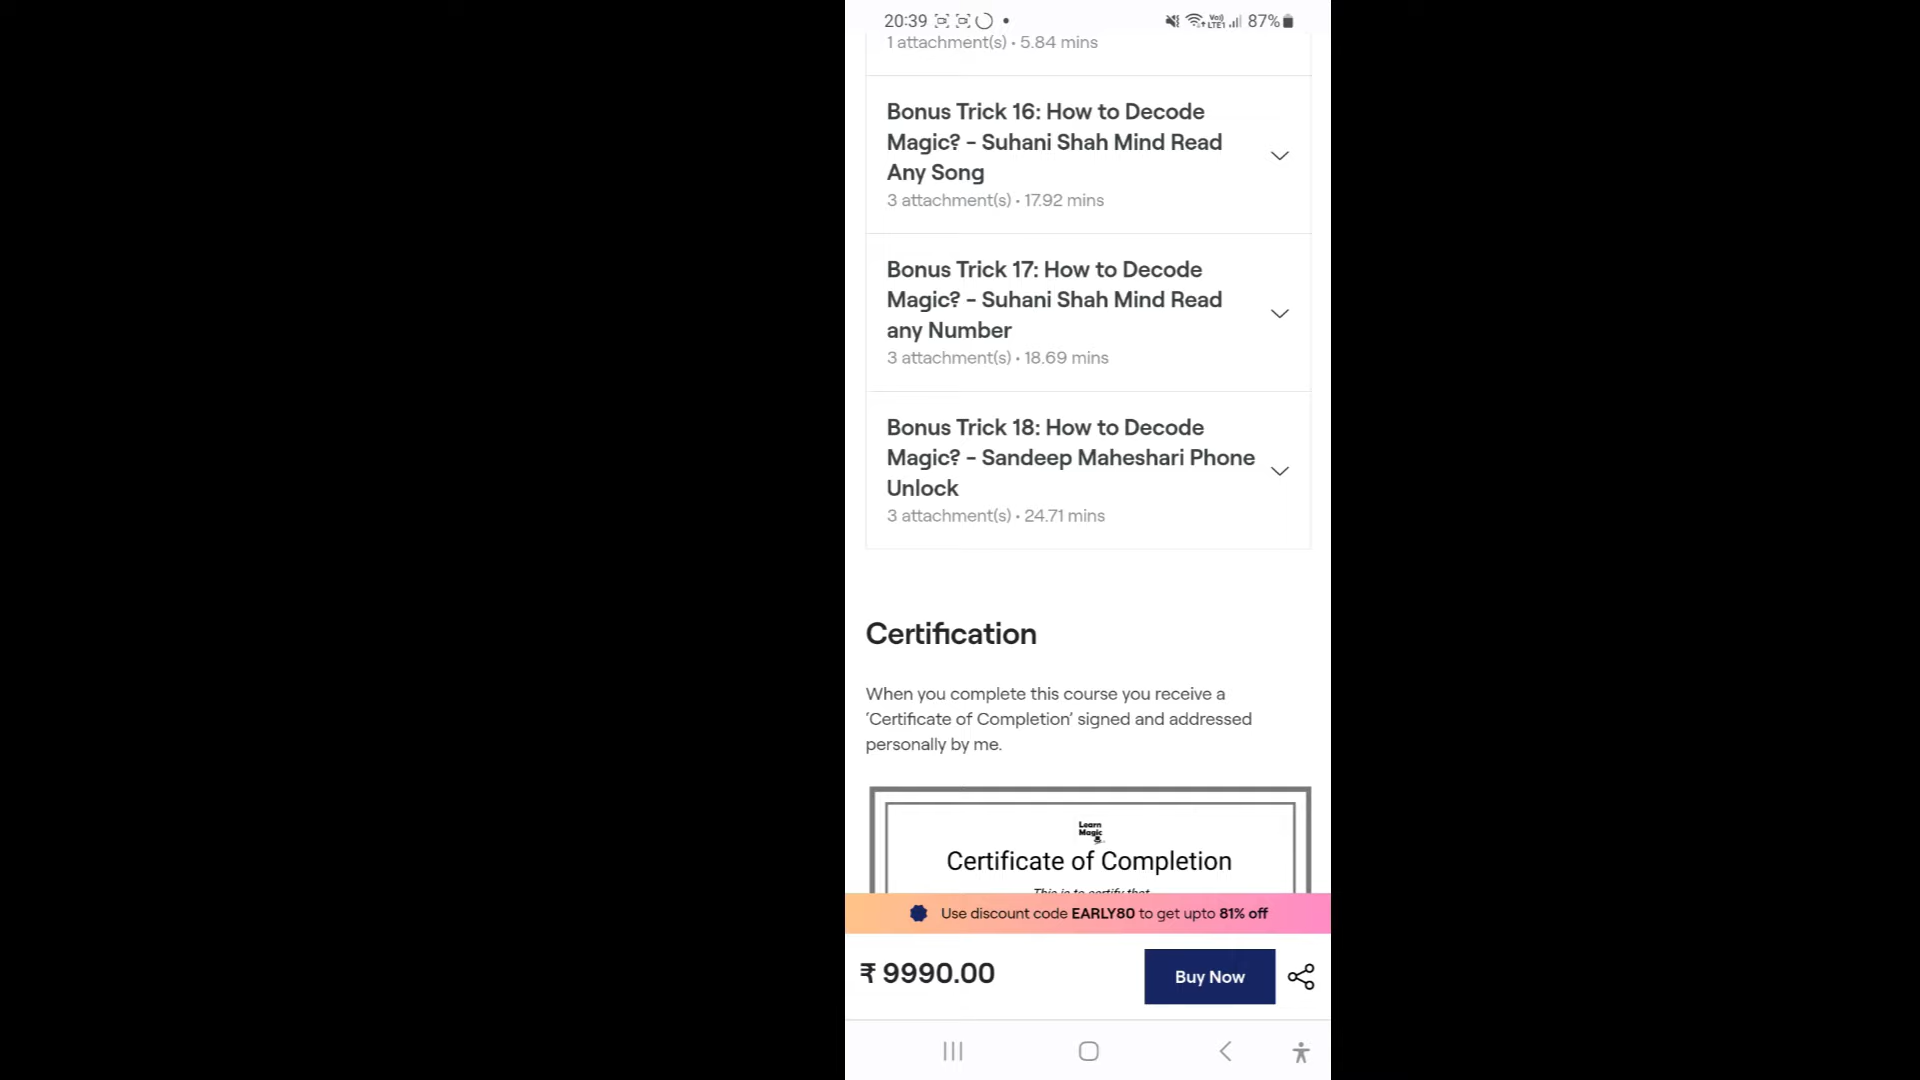 20:39 87%
1 attachment(s) • 5.84 mins
Bonus Trick 16: How to Decode
Magic? - Suhani Shah Mind Read
Any Song
3 attachment(s) • 17.92 mins
Bonus Trick 17: How to Decode
Magic? - Suhani Shah Mind Read
any Number
3 attachment(s) • 18.69 mins
Bonus Trick 18: How to Decode
Magic? - Sandeep Maheshari Phone
Unlock
3 attachment(s) • 24.71 mins
Certification
When you complete this course you receive a
‘Certificate of Completion’ signed and addressed
personally by me.
Learn
Magic
Certificate of Completion
This is to certify that
Use discount code EARLY80 to get upto 81% off
₹ 9990.00
Buy Now